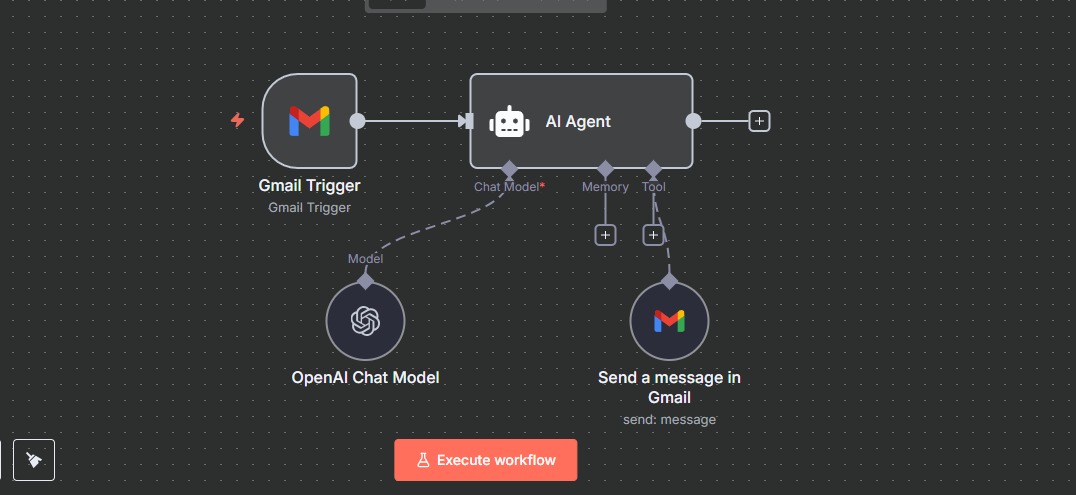 AI Agent
Gmail Trigger
Gmail Trigger
Chat Model*
Memory
Tool
Model
OpenAI Chat Model
Send a message in
Gmail
send: message
Execute workflow